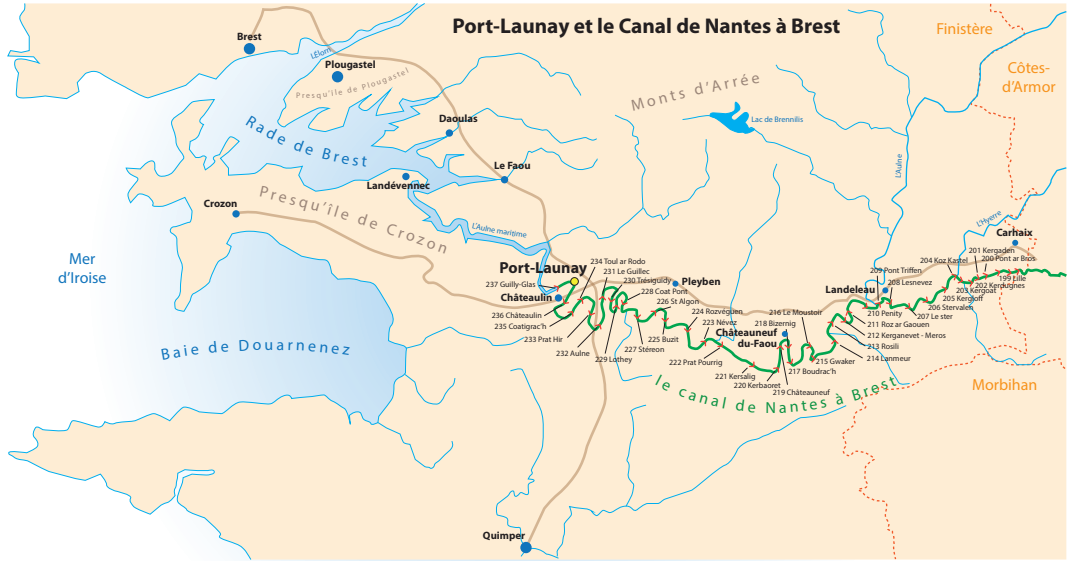 Port-Launay et le Canal de Nantes à Brest
Finistère
Côtes-
d'Armor
Brest
L'Elorn
Plougastel
Presqu'île de Plougastel
Monts d'Arrée
Lac de Brennilis
Daoulas
Rade de Brest
Le Faou
L'Aulne
Landévennec
Presqu'île de Crozon
Crozon
L'Aulne maritime
L'Hyerre
Carhaix
Mer
d'Iroise
Port-Launay
234 Toul ar Rodo
231 Le Guillec
230 Trésiguidy
237 Guilly-Glas
228 Coat Pont
Châteaulin
226 St Algon
Pleyben
236 Châteaulin
235 Coatigrac'h
233 Prat Hir
232 Aulne
229 Lothey
227 Stéreon
225 Buzit
224 Rozvéguen
223 Névez
222 Prat Pourrig
Châteauneuf
du-Faou
216 Le Moustoir
218 Bizernig
221 Kersalig
220 Kerbaoret
219 Châteauneuf
217 Boudrac'h
215 Gwaker
214 Lanmeur
213 Rosili
212 Kerganevet - Meros
211 Roz ar Gaouen
210 Penity
Landeleau
209 Pont Triffen
208 Lesnevez
207 Le ster
206 Stervalen
205 Kergloff
204 Koz Kastel
203 Kergoat
202 Kerdugnes
201 Kergaden
200 Pont ar Bros
199 Lille
Baie de Douarnenez
le canal de Nantes à Brest
Morbihan
Quimper